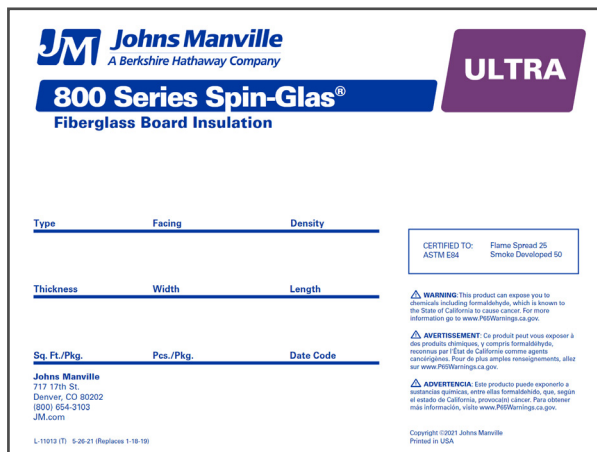 JM Johns Manville
A Berkshire Hathaway Company
ULTRA
800 Series Spin-Glas®
Fiberglass Board Insulation
Type Facing Density
Thickness Width Length
Sq. Ft./Pkg. Pcs./Pkg. Date Code
Johns Manville
717 17th St.
Denver, CO 80202
(800) 654-3103
JM.com
L-11013 (T) 5-26-21 (Replaces 1-18-19)
CERTIFIED TO: Flame Spread 25
ASTM E84 Smoke Developed 50
WARNING: This product can expose you to
chemicals including formaldehyde, which is known to
the State of California to cause cancer. For more
information go to www.P65Warnings.ca.gov.
AVERTISSEMENT: Ce produit peut vous exposer à
des produits chimiques, y compris formaldéhyde,
reconnus par l'État de Californie comme agents
cancérigènes. Pour de plus amples renseignements, allez
sur www.P65Warnings.ca.gov.
ADVERTENCIA: Este producto puede exponerlo a
sustancias químicas, entre ellas formaldehido, que, según
el estado de California, provoca(n) cáncer. Para obtener
más información, visite www.P65Warnings.ca.gov.
Copyright ©2021 Johns Manville
Printed in USA